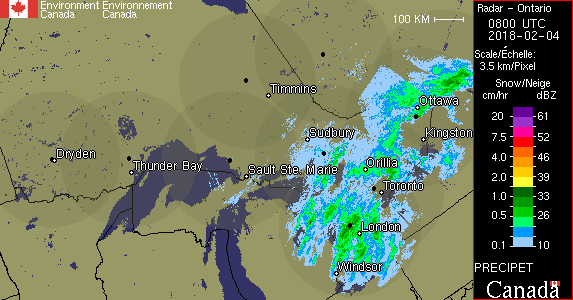 Environment Environnement
Canada Canada
100 KM
Timmins
Ottawa
Sudbury
Kingston
Dryden
Thunder Bay
Sault Ste. Marie
Orillia
Toronto
London
Windsor
Radar - Ontario
0800 UTC
2018-02-04
Scale/Échelle:
3.5 km/Pixel
Snow/Neige
cm/hr dBZ
20 61
7.5 52
4.0 46
2.0 39
1.0 33
0.5 26
0.1 10
PRECIPET
Canada